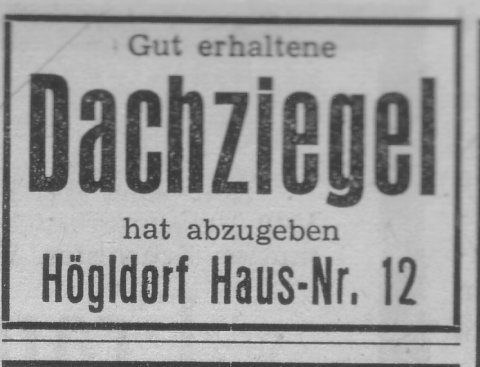 Gut erhaltene
Dachziegel
hat abzugeben
Högldorf Haus-Nr. 12